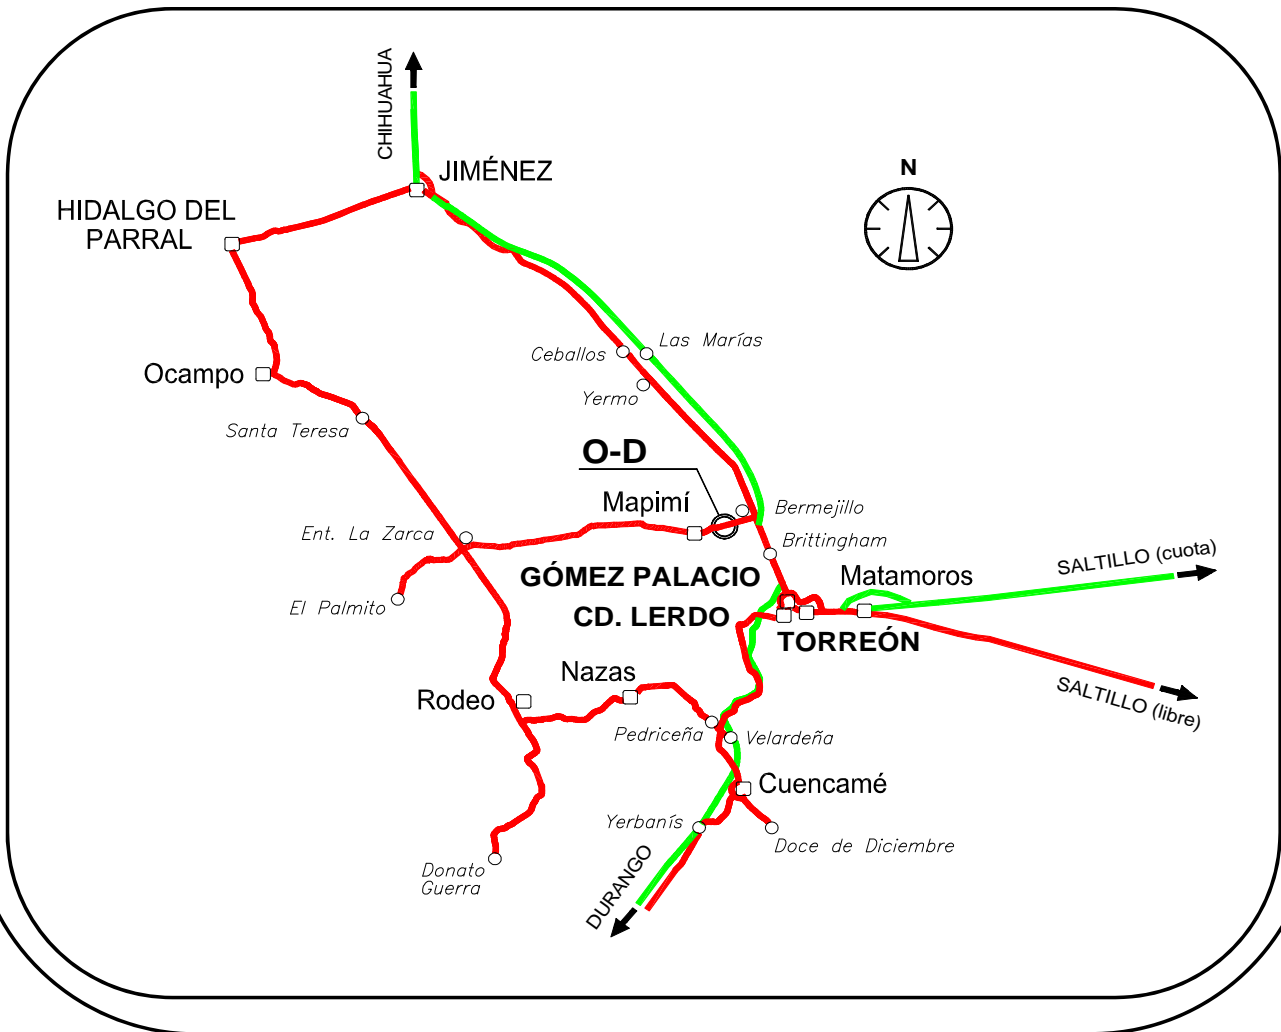 CHIHUAHUA
JIMÉNEZ
N
HIDALGO DEL
PARRAL
Ceballos
Las Marías
Yermo
Ocampo
Santa Teresa
O-D
Mapimí
Bermejillo
Ent. La Zarca
Brittingham
SALTILLO (cuota)
GÓMEZ PALACIO
Matamoros
El Palmito
CD. LERDO
TORREÓN
SALTILLO (libre)
Nazas
Rodeo
Pedriceña
Velardeña
Cuencamé
Yerbanís
Doce de Diciembre
Donato
Guerra
DURANGO